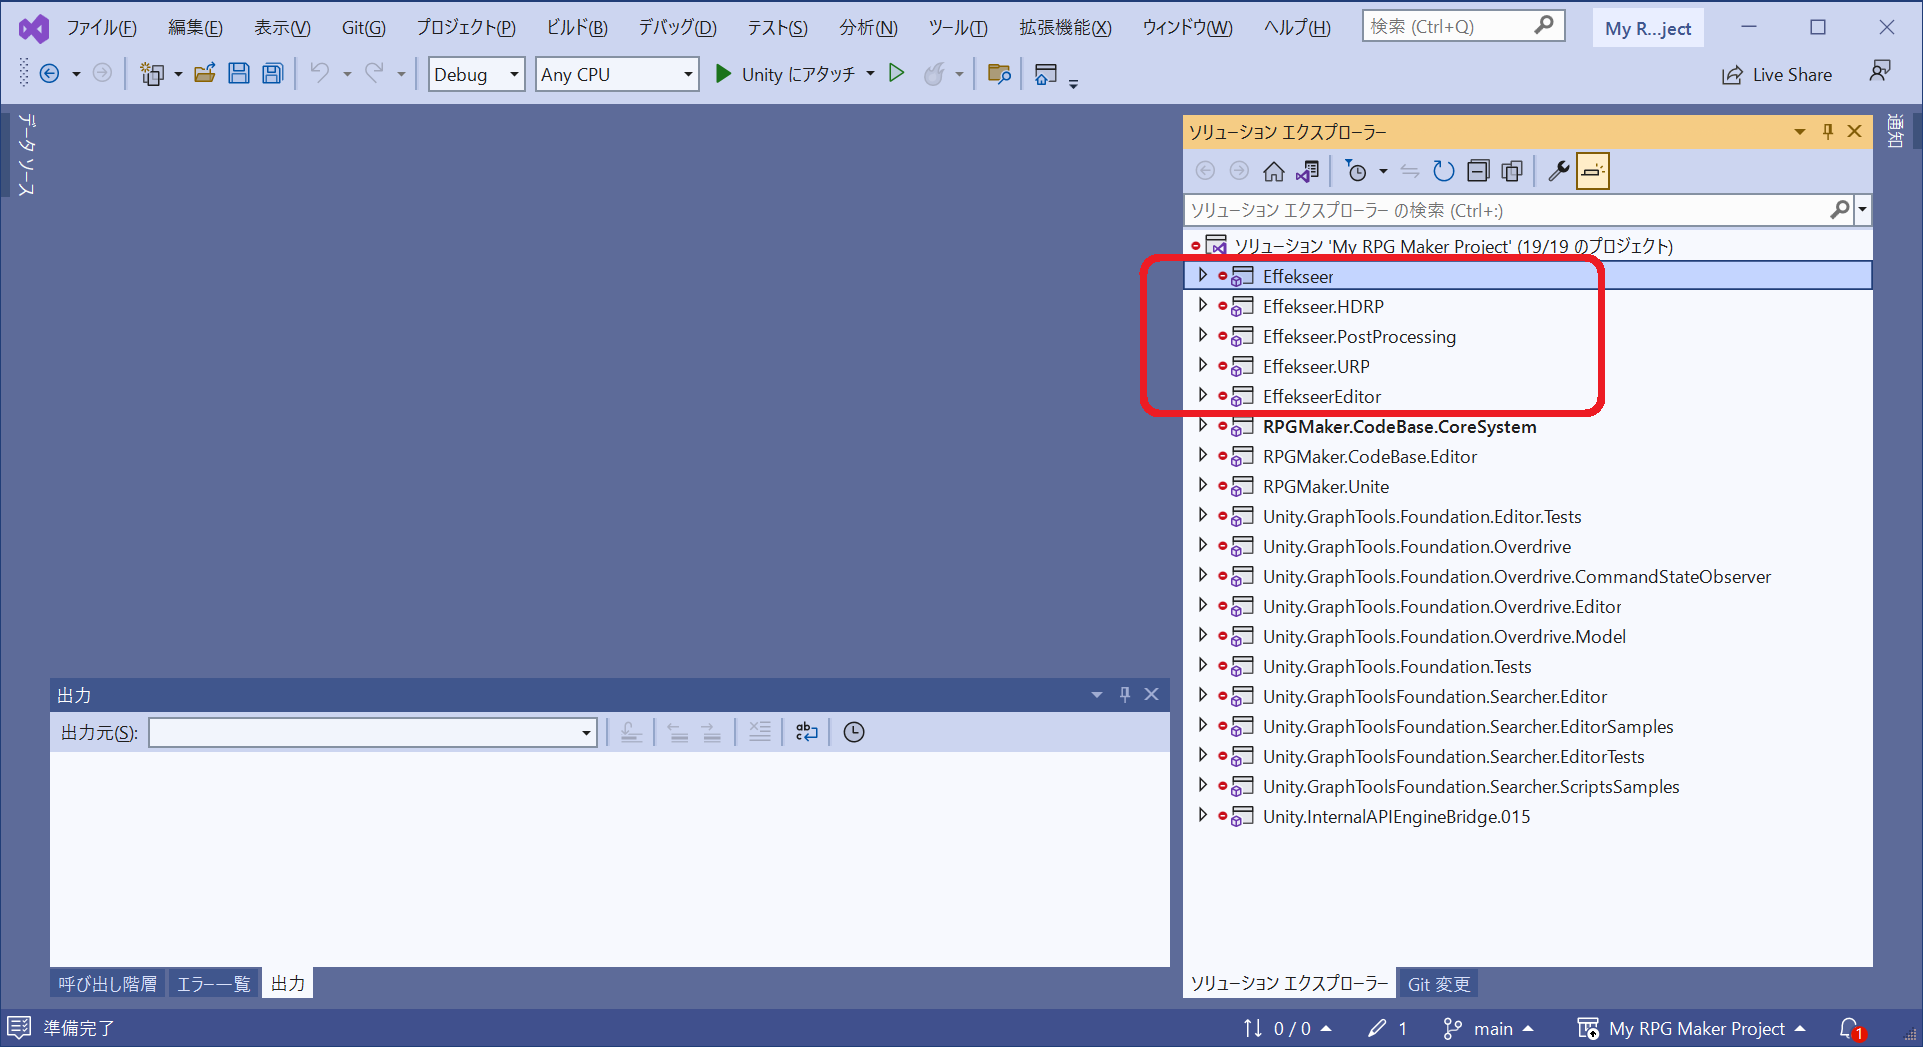 ファイル(F) 編集(E) 表示(V) Git(G) プロジェクト(P) ビルド(B) デバッグ(D) テスト(S) 分析(N) ツール(T) 拡張機能(X) ウィンドウ(W) ヘルプ(H) 検索 (Ctrl+Q) My R...ject
Debug Any CPU Unity にアタッチ Live Share
データ ソース
ソリューション エクスプローラー
通知
ソリューション エクスプローラー の検索 (Ctrl+:)
ソリューション 'My RPG Maker Project' (19/19 のプロジェクト)
Effekseer
Effekseer.HDRP
Effekseer.PostProcessing
Effekseer.URP
EffekseerEditor
RPGMaker.CodeBase.CoreSystem
RPGMaker.CodeBase.Editor
RPGMaker.Unite
Unity.GraphTools.Foundation.Editor.Tests
Unity.GraphTools.Foundation.Overdrive
Unity.GraphTools.Foundation.Overdrive.CommandStateObserver
Unity.GraphTools.Foundation.Overdrive.Editor
Unity.GraphTools.Foundation.Overdrive.Model
Unity.GraphTools.Foundation.Tests
Unity.GraphToolsFoundation.Searcher.Editor
Unity.GraphToolsFoundation.Searcher.EditorSamples
Unity.GraphToolsFoundation.Searcher.EditorTests
Unity.GraphToolsFoundation.Searcher.ScriptsSamples
Unity.InternalAPIEngineBridge.015
出力
出力元(S):
呼び出し階層 エラー一覧 出力
ソリューション エクスプローラー Git 変更
準備完了 0 / 0 1 main My RPG Maker Project 1